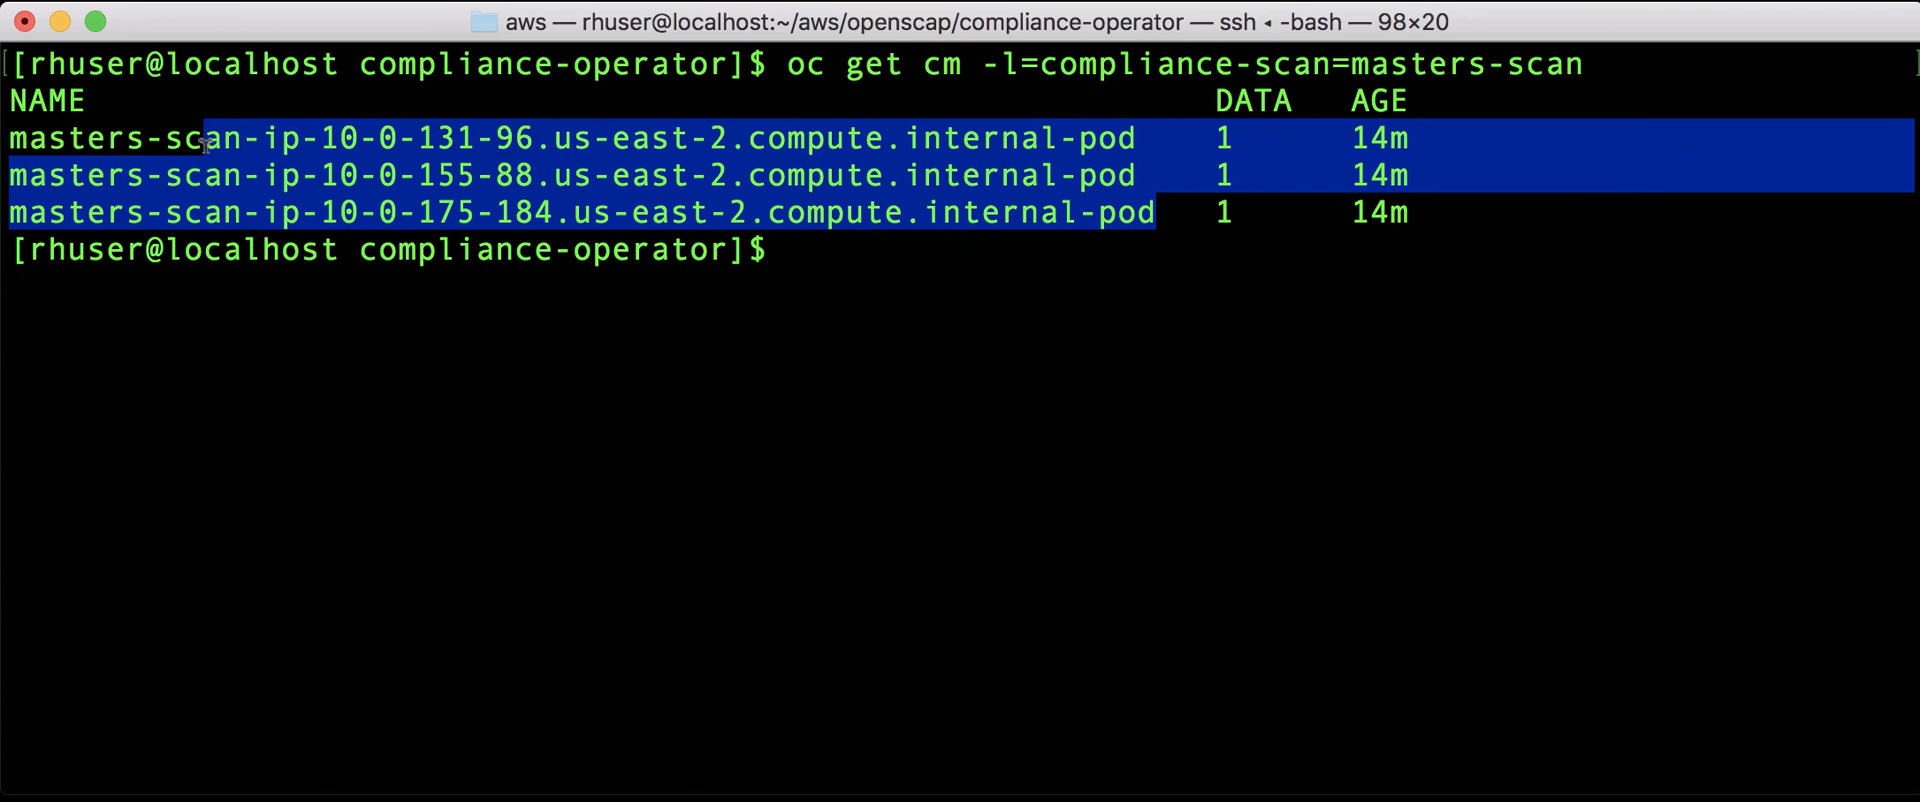 aws — rhuser@localhost:~/aws/openscap/compliance-operator — ssh ◂ -bash — 98×20
[[rhuser@localhost compliance-operator]$ oc get cm -l=compliance-scan=masters-scan ]
NAME DATA AGE
masters-scan-ip-10-0-131-96.us-east-2.compute.internal-pod 1 14m
masters-scan-ip-10-0-155-88.us-east-2.compute.internal-pod 1 14m
masters-scan-ip-10-0-175-184.us-east-2.compute.internal-pod 1 14m
[rhuser@localhost compliance-operator]$